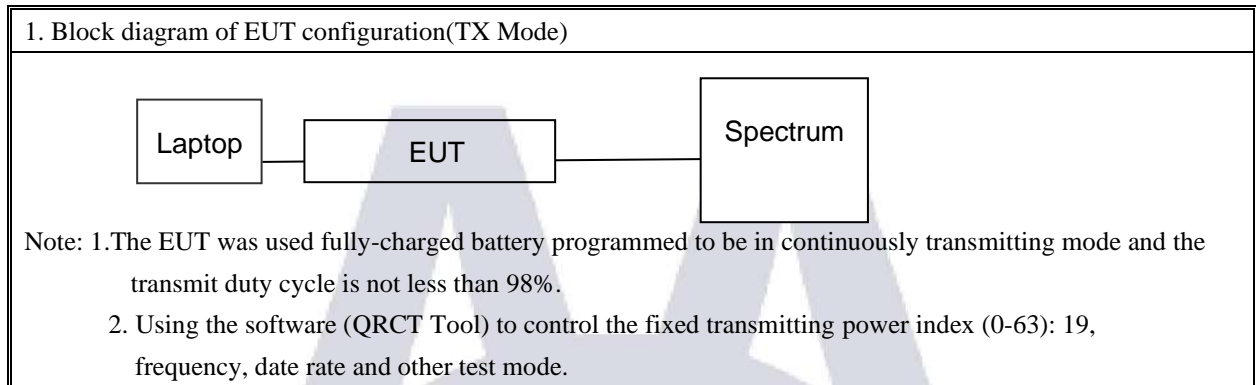 1. Block diagram of EUT configuration(TX Mode)
Laptop
EUT
Spectrum
Note: 1.The EUT was used fully-charged battery programmed to be in continuously transmitting mode and the
transmit duty cycle is not less than 98%.
2. Using the software (QRCT Tool) to control the fixed transmitting power index (0-63): 19,
frequency, date rate and other test mode.